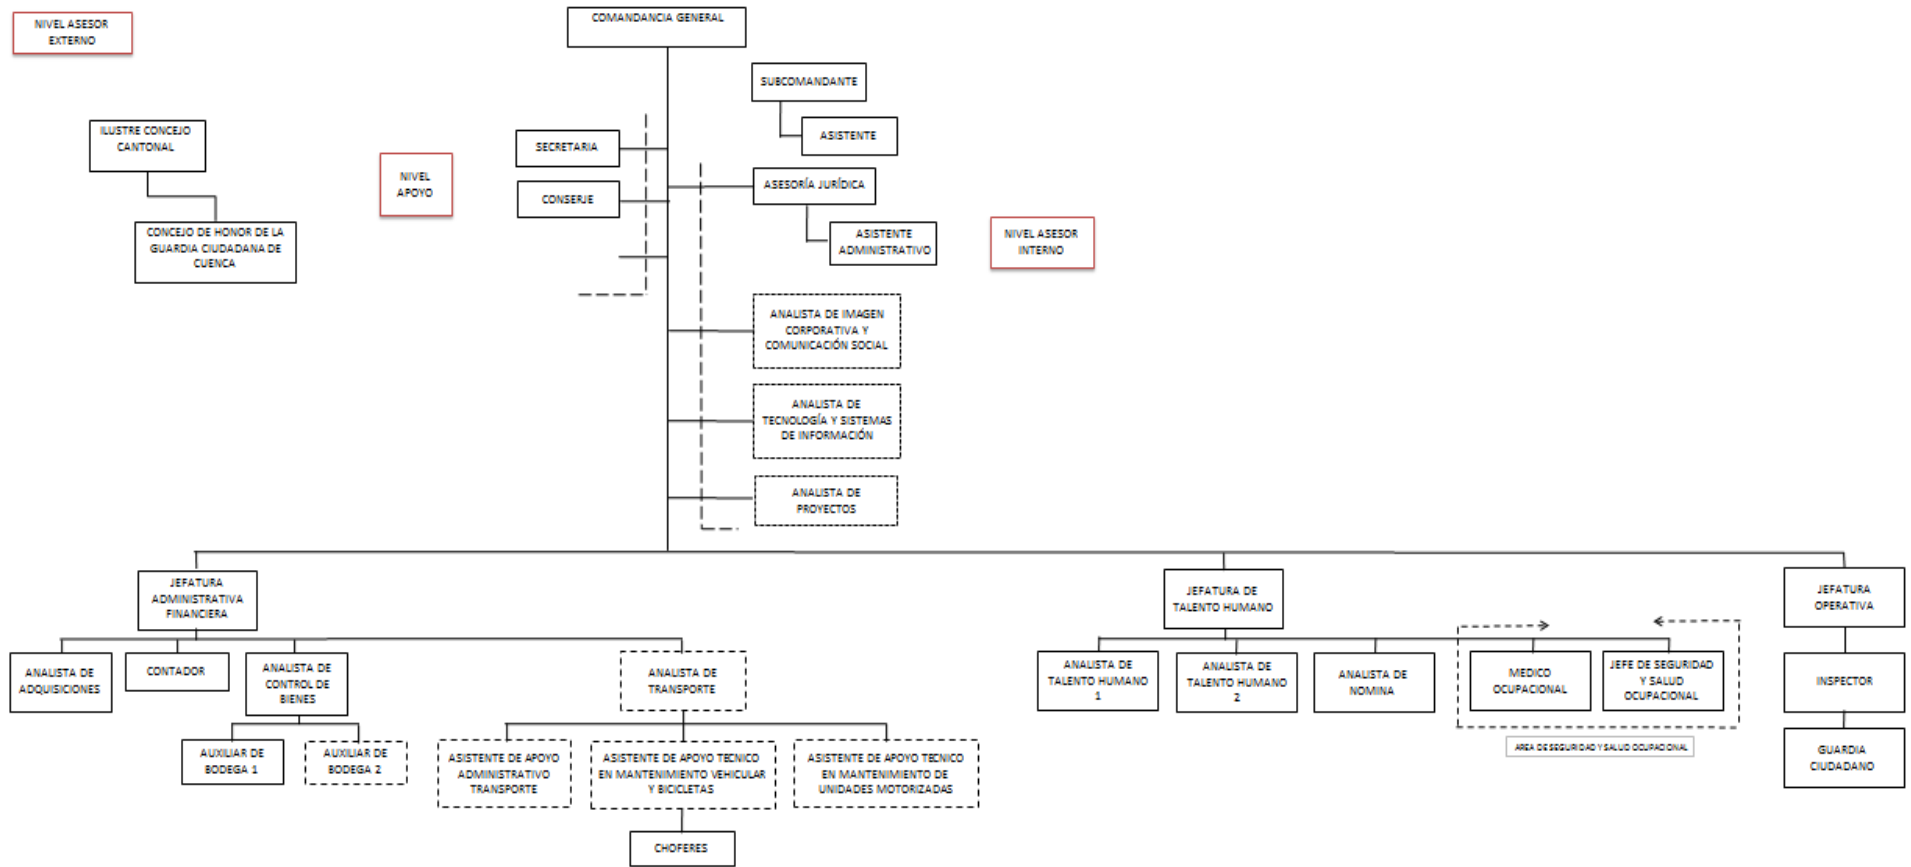 NIVEL ASESOR
EXTERNO
COMANDANCIA GENERAL
SUBCOMANDANTE
ASISTENTE
ILUSTRE CONCEJO
CANTONAL
CONCEJO DE HONOR DE LA
GUARDIA CIUDADANA DE
CUENCA
NIVEL
APOYO
SECRETARIA
CONSERJE
ASESORÍA JURÍDICA
ASISTENTE
ADMINISTRATIVO
NIVEL ASESOR
INTERNO
ANALISTA DE IMAGEN
CORPORATIVA Y
COMUNICACIÓN SOCIAL
ANALISTA DE
TECNOLOGÍA Y SISTEMAS
DE INFORMACIÓN
ANALISTA DE
PROYECTOS
JEFATURA
ADMINISTRATIVA
FINANCIERA
JEFATURA DE
TALENTO HUMANO
JEFATURA
OPERATIVA
ANALISTA DE
ADQUISICIONES
CONTADOR
ANALISTA DE
CONTROL DE
BIENES
ANALISTA DE
TRANSPORTE
ANALISTA DE
TALENTO HUMANO
1
ANALISTA DE
TALENTO HUMANO
2
ANALISTA DE
NOMINA
MEDICO
OCUPACIONAL
JEFE DE SEGURIDAD
Y SALUD
OCUPACIONAL
INSPECTOR
AUXILIAR DE
BODEGA 1
AUXILIAR DE
BODEGA 2
ASISTENTE DE APOYO
ADMINISTRATIVO
TRANSPORTE
ASISTENTE DE APOYO TECNICO
EN MANTENIMIENTO VEHICULAR
Y BICICLETAS
ASISTENTE DE APOYO TECNICO
EN MANTENIMIENTO DE
UNIDADES MOTORIZADAS
AREA DE SEGURIDAD Y SALUD OCUPACIONAL
GUARDIA
CIUDADANO
CHOFERES